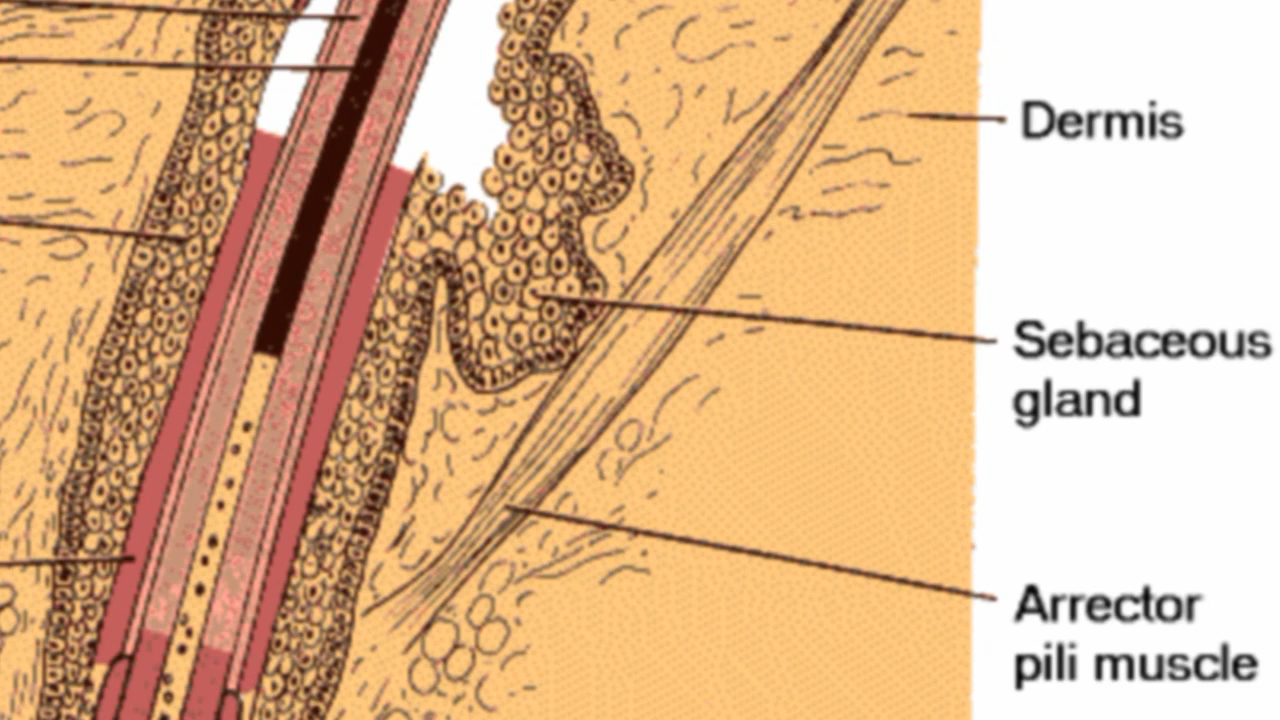 Dermis
Sebaceous
gland
Arrector
pili muscle